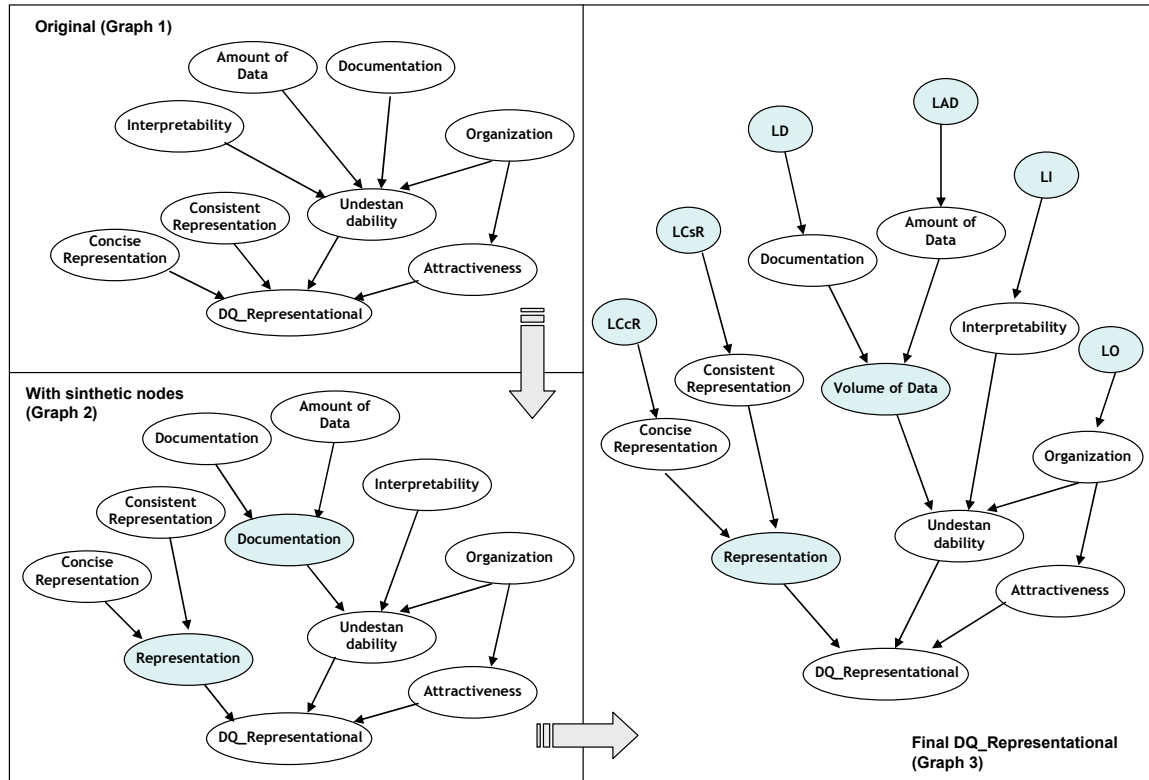 Original (Graph 1)
Amount of
Data
Documentation
Interpretability
Organization
Undestan
dability
Consistent
Representation
Concise
Representation
Attractiveness
DQ_Representational
With sinthetic nodes
(Graph 2)
Amount of
Data
Documentation
Interpretability
Consistent
Representation
Documentation
Organization
Concise
Representation
Undestan
dability
Representation
Attractiveness
DQ_Representational
LAD
LD
LI
LCsR
Amount of
Data
Documentation
LCcR
Interpretability
LO
Consistent
Representation
Volume of Data
Concise
Representation
Organization
Undestan
dability
Representation
Attractiveness
DQ_Representational
Final DQ_Representational
(Graph 3)